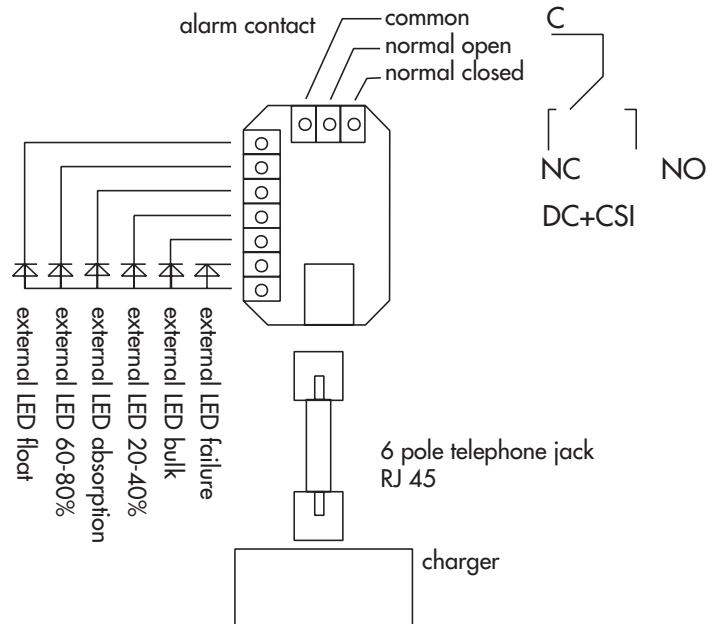 alarm contact
common
normal open
normal closed
C
NC
NO
DC+CSI
external LED float
external LED 60-80%
external LED absorption
external LED 20-40%
external LED bulk
external LED failure
6 pole telephone jack
RJ 45
charger